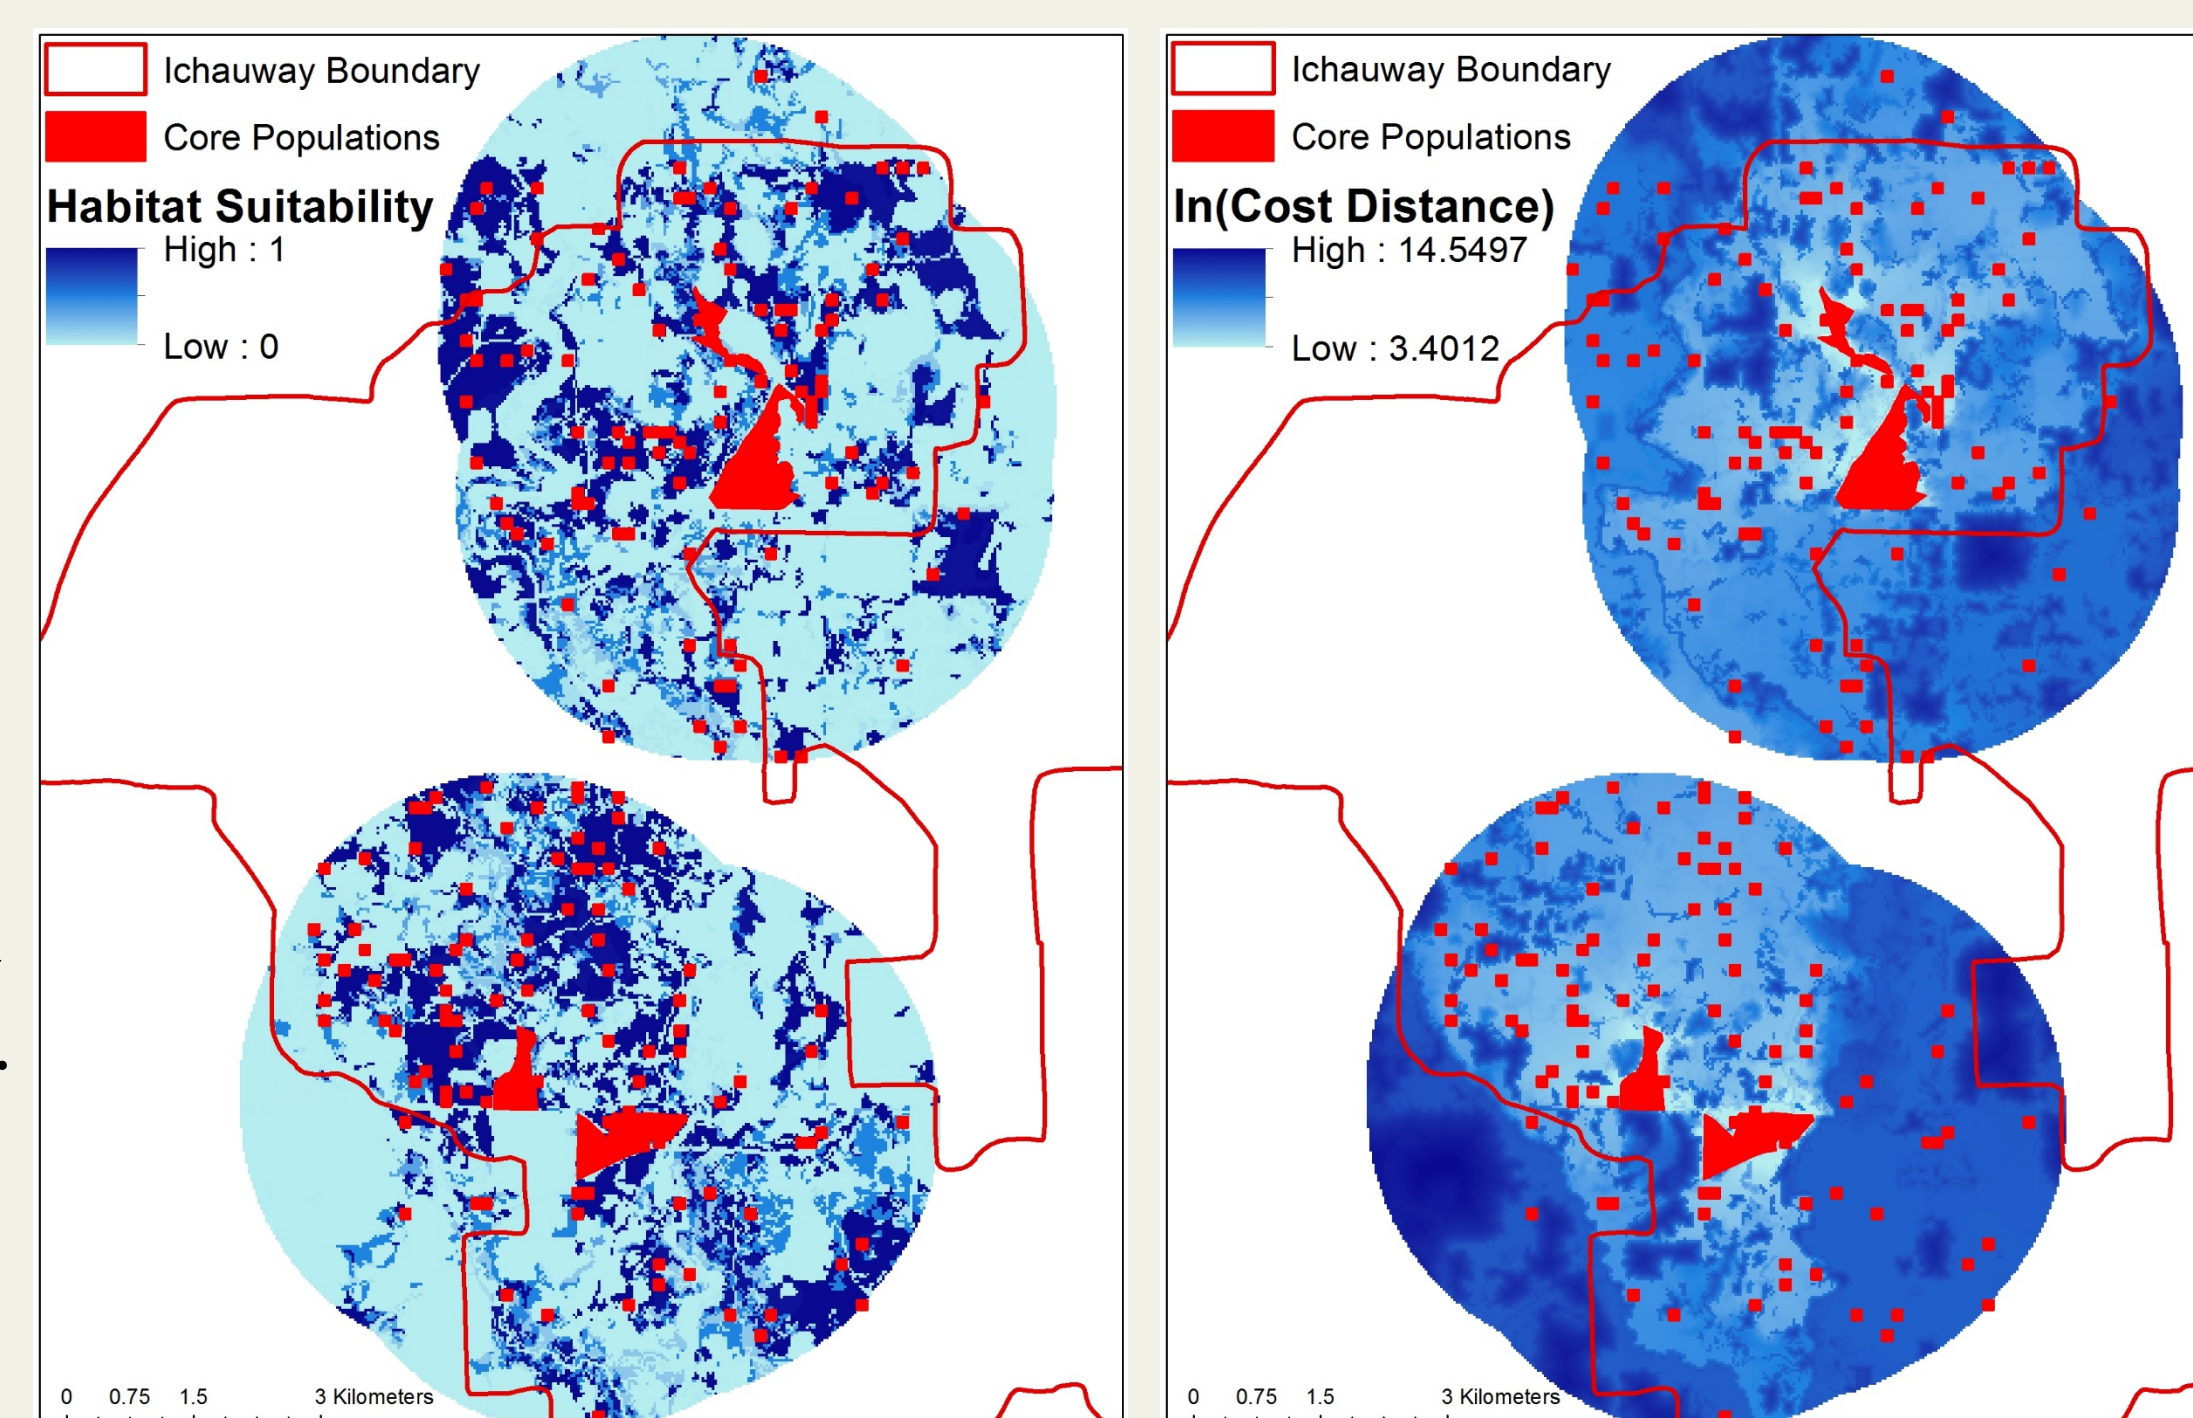 Ichauway Boundary
Core Populations
Habitat Suitability
High : 1
Low : 0
0 0.75 1.5 3 Kilometers
Ichauway Boundary
Core Populations
ln(Cost Distance)
High : 14.5497
Low : 3.4012
0 0.75 1.5 3 Kilometers